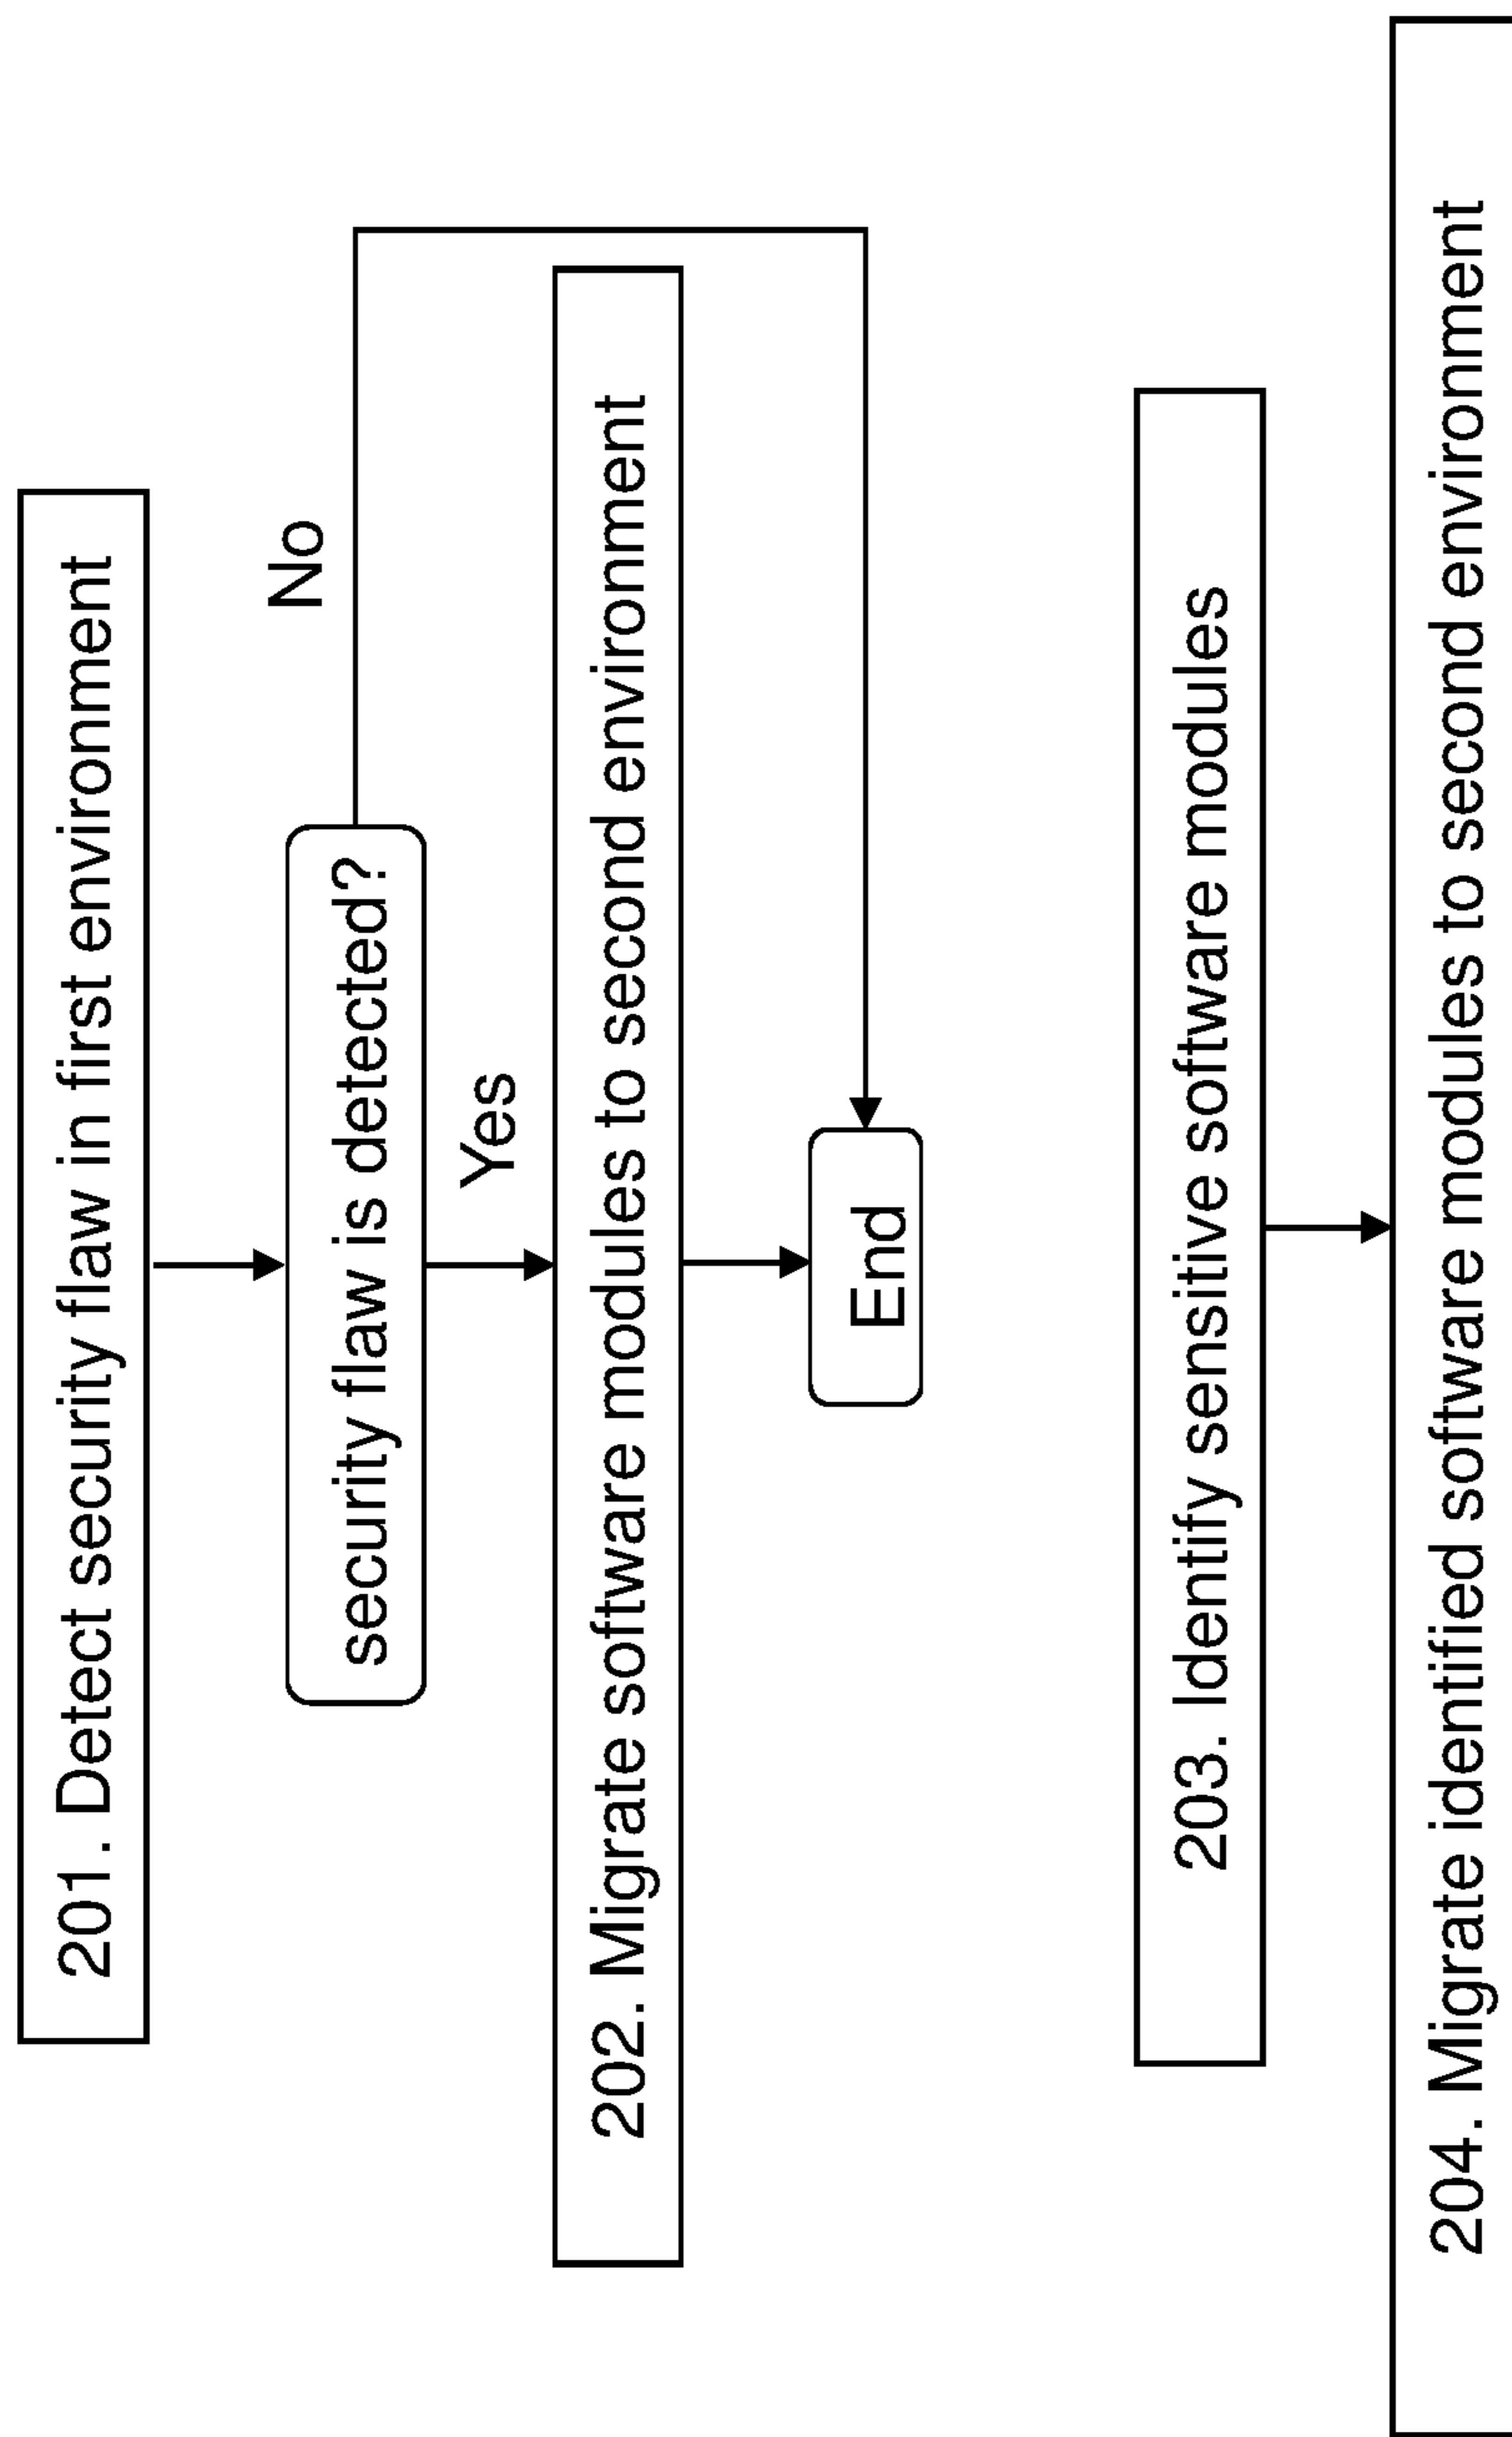 201. Detect security flaw in first environment
security flaw is detected?
No
Yes
202. Migrate software modules to second environment
End
203. Identify sensitive software modules
204. Migrate identified software modules to second environment